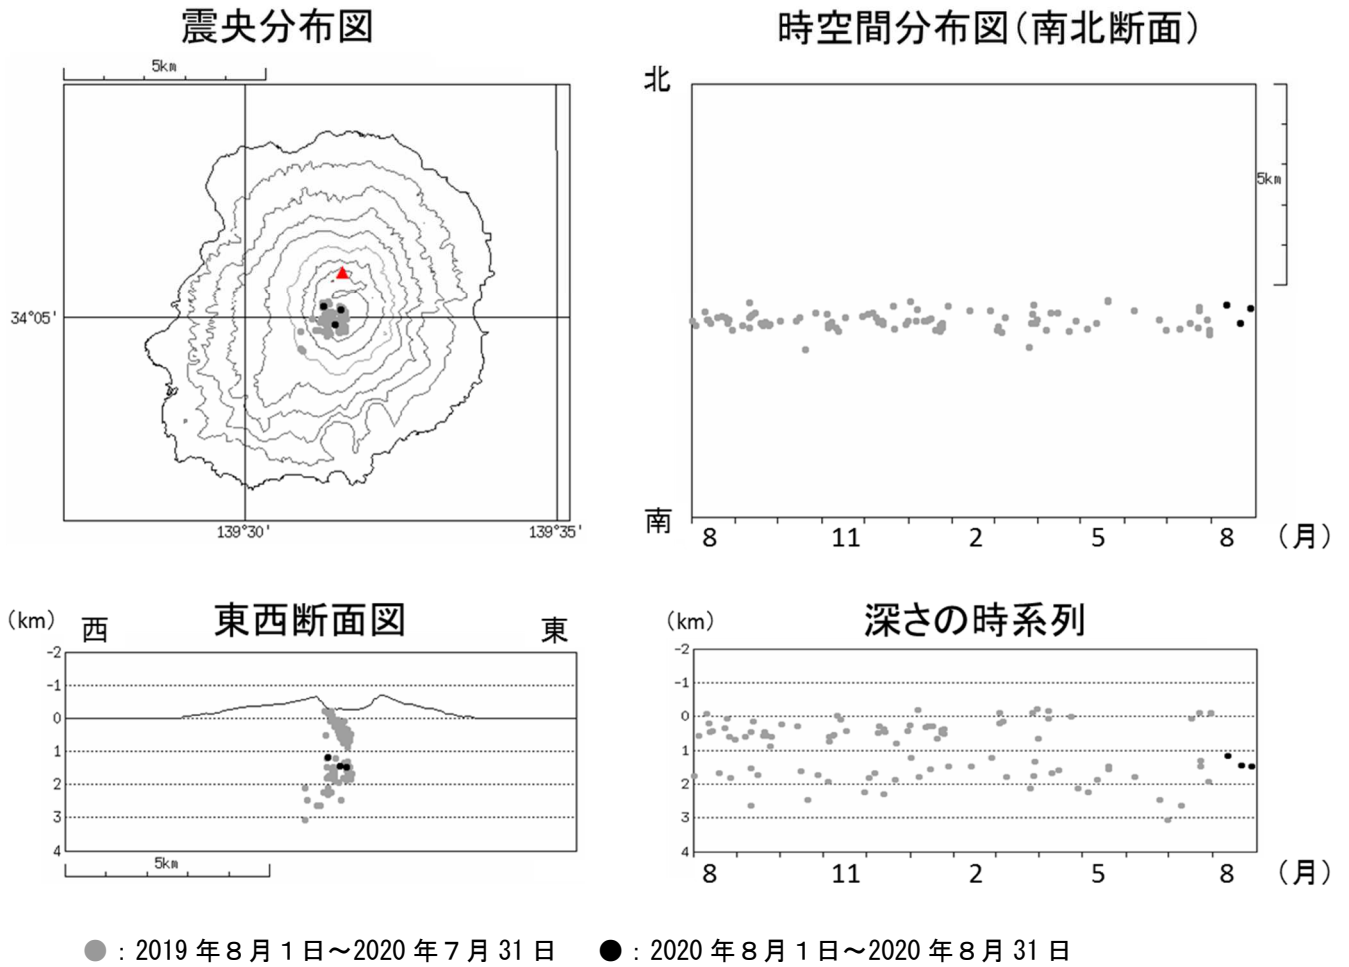 震央分布図
5km
34°05'
139°30'
139°35'
時空間分布図(南北断面)
北
5km
南
8
11
2
5
8
(月)
東西断面図
(km)
西
東
-2
-1
0
1
2
3
4
5km
深さの時系列
(km)
-2
-1
0
1
2
3
4
8
11
2
5
8
(月)
●:2019年8月1日～2020年7月31日 ●:2020年8月1日～2020年8月31日